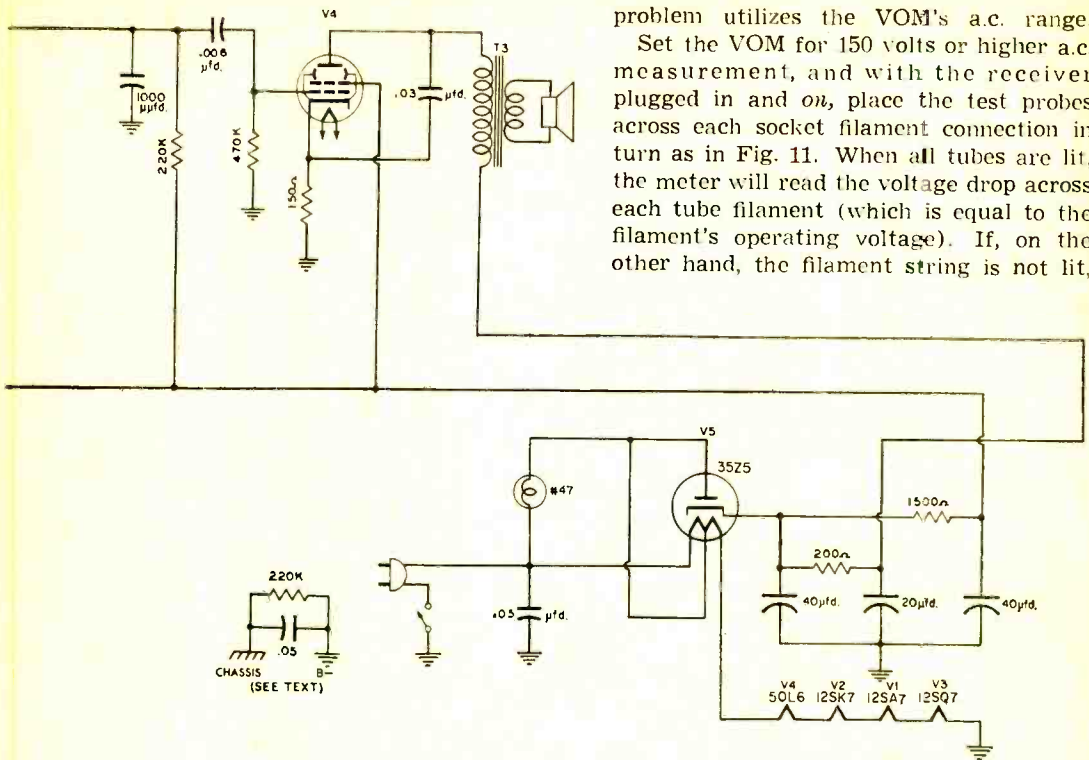 problem utilizes the VOM's a.c. range
Set the VOM for 150 volts or higher a.c
measurement, and with the receiver
plugged in and on, place the test probes
across each socket filament connection in
turn as in Fig. 11. When all tubes are lit,
the meter will read the voltage drop across
each tube filament (which is equal to the
filament's operating voltage). If, on the
other hand, the filament string is not lit,
V4
T3
.006
µfd.
1000
µµfd.
220K
470K
.03 µfd.
150Ω
V5
35Z5
#47
1500Ω
200Ω
220K
.05
CHASSIS B-
(SEE TEXT)
.05 µfd.
40µfd. 20µfd. 40µfd.
V4 V2 V1 V3
50L6 12SK7 12SA7 12SQ7